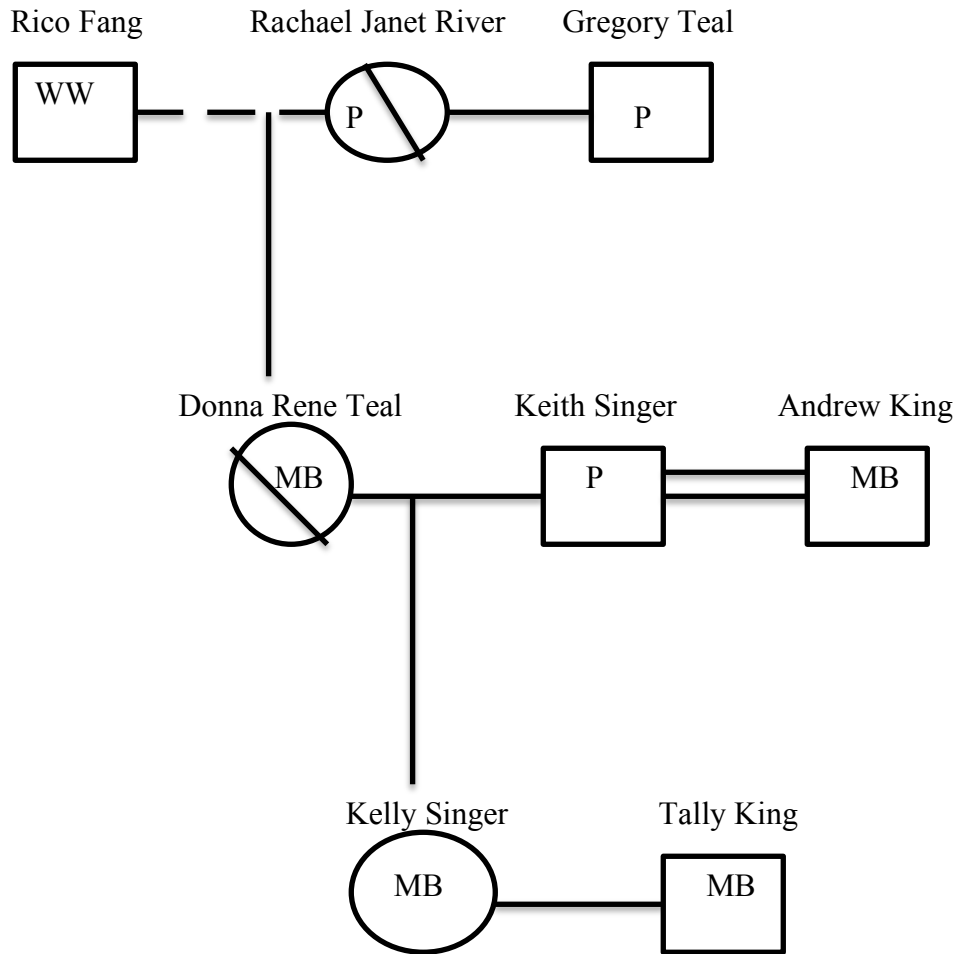 Rico Fang Rachael Janet River Gregory Teal
WW P P
Donna Rene Teal Keith Singer Andrew King
MB P MB
Kelly Singer Tally King
MB MB